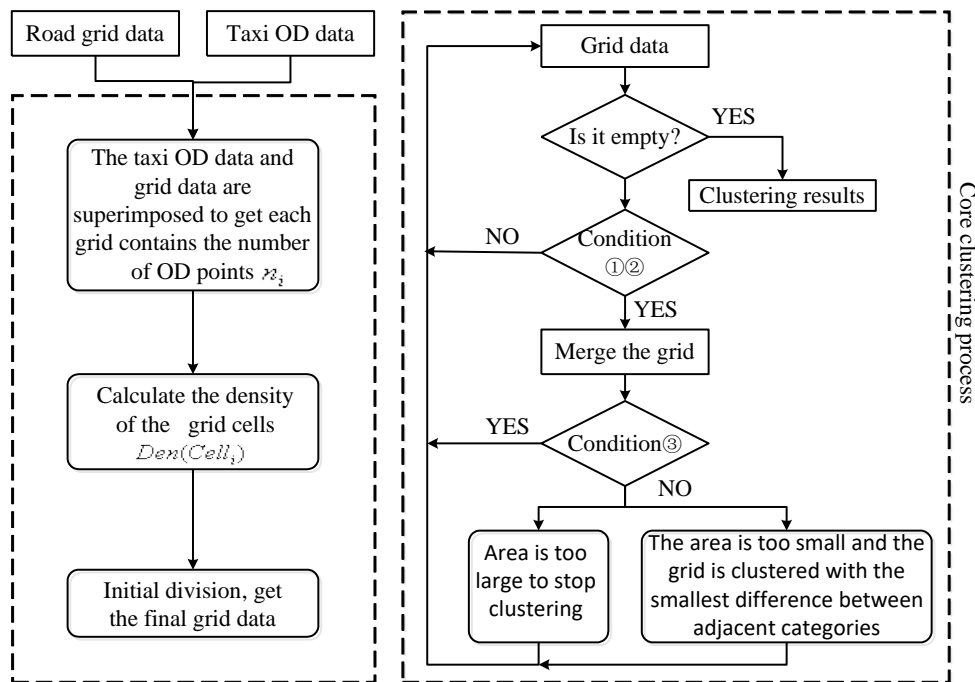 Road grid data
Taxi OD data
The taxi OD data and
grid data are
superimposed to get each
grid contains the number
of OD points n_i
Calculate the density
of the grid cells
Den(Cell_i)
Initial division, get
the final grid data
Grid data
Is it empty?
YES
Clustering results
Condition
①②
NO
YES
Merge the grid
Condition③
YES
NO
Area is too
large to stop
clustering
The area is too small and the
grid is clustered with the
smallest difference between
adjacent categories
Core clustering process